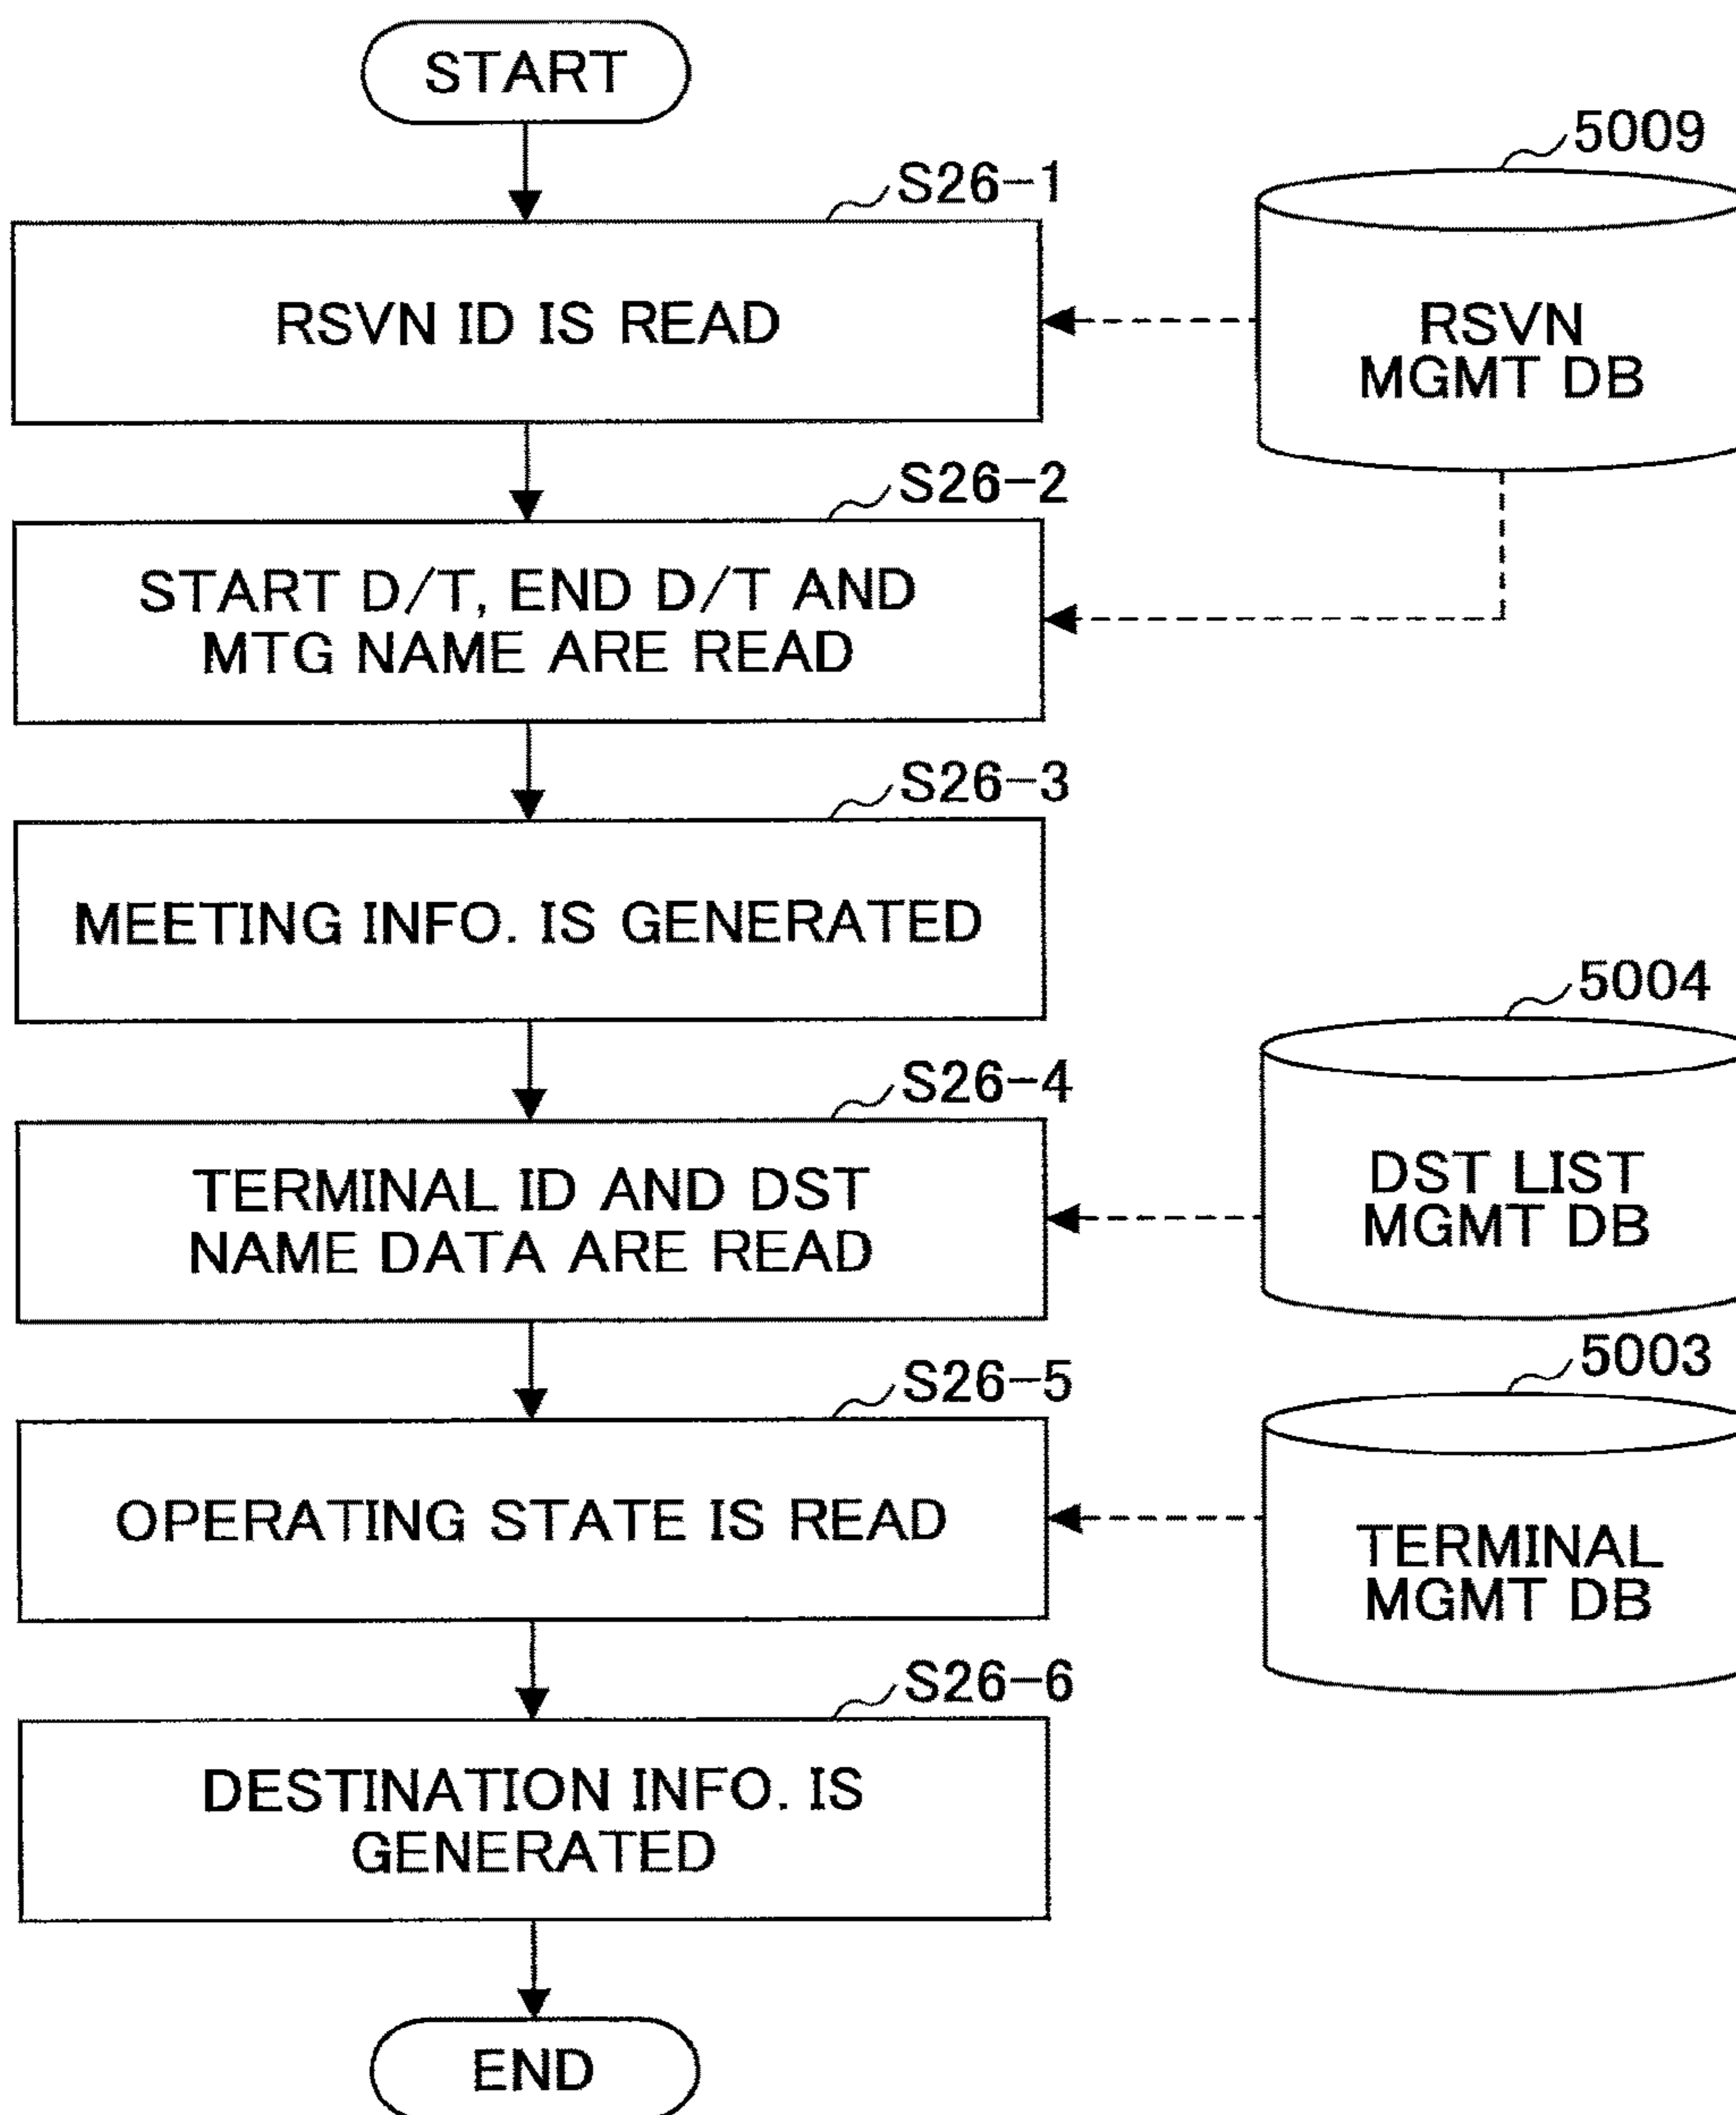 START
S26-1
5009
RSVN ID IS READ
RSVN
MGMT DB
S26-2
START D/T, END D/T AND
MTG NAME ARE READ
S26-3
MEETING INFO. IS GENERATED
5004
S26-4
TERMINAL ID AND DST
NAME DATA ARE READ
DST LIST
MGMT DB
S26-5
5003
OPERATING STATE IS READ
TERMINAL
MGMT DB
S26-6
DESTINATION INFO. IS
GENERATED
END